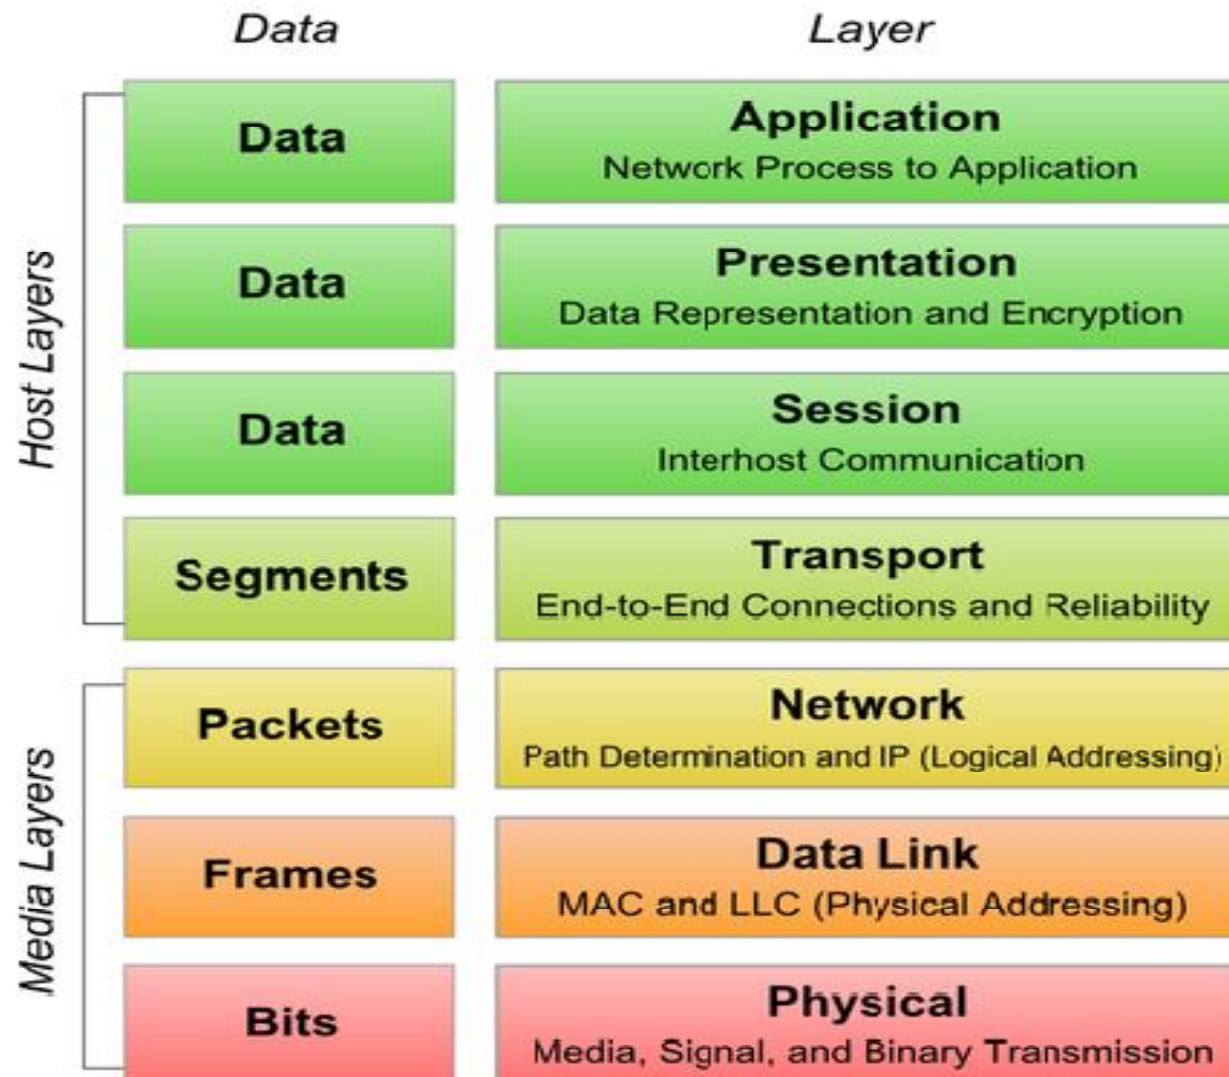 Data Layer
Host Layers
Data
Application
Network Process to Application
Data
Presentation
Data Representation and Encryption
Data
Session
Interhost Communication
Segments
Transport
End-to-End Connections and Reliability
Media Layers
Packets
Network
Path Determination and IP (Logical Addressing)
Frames
Data Link
MAC and LLC (Physical Addressing)
Bits
Physical
Media, Signal, and Binary Transmission